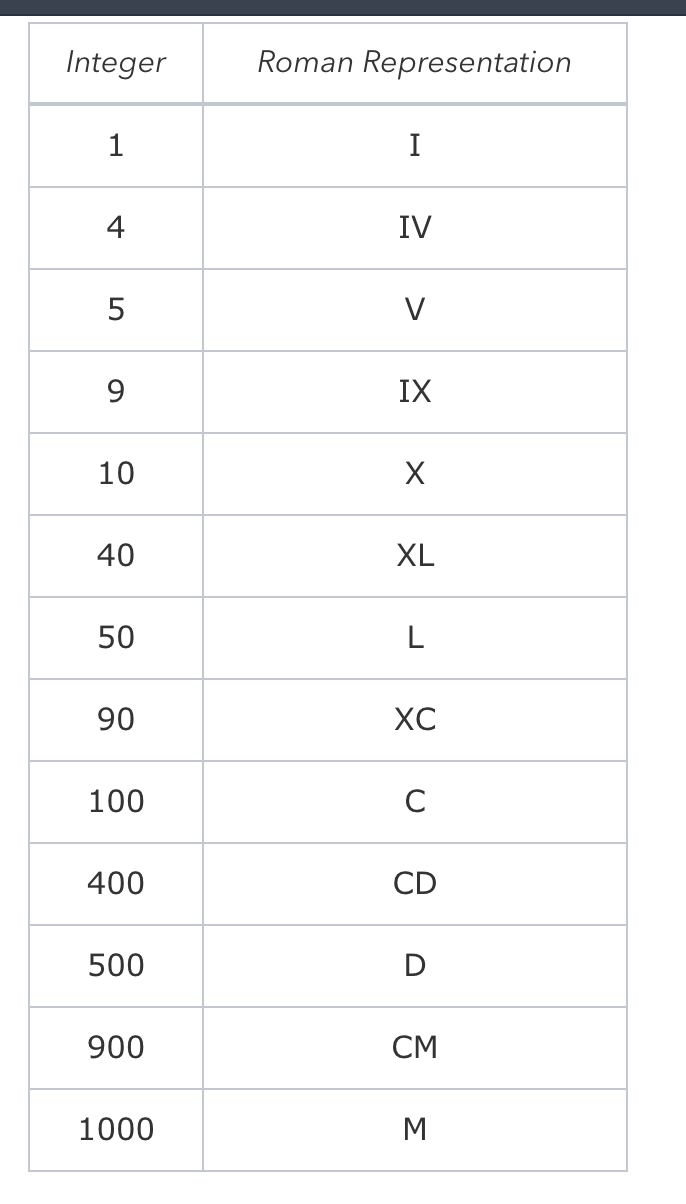 Integer Roman Representation
1 I
4 IV
5 V
9 IX
10 X
40 XL
50 L
90 XC
100 C
400 CD
500 D
900 CM
1000 M